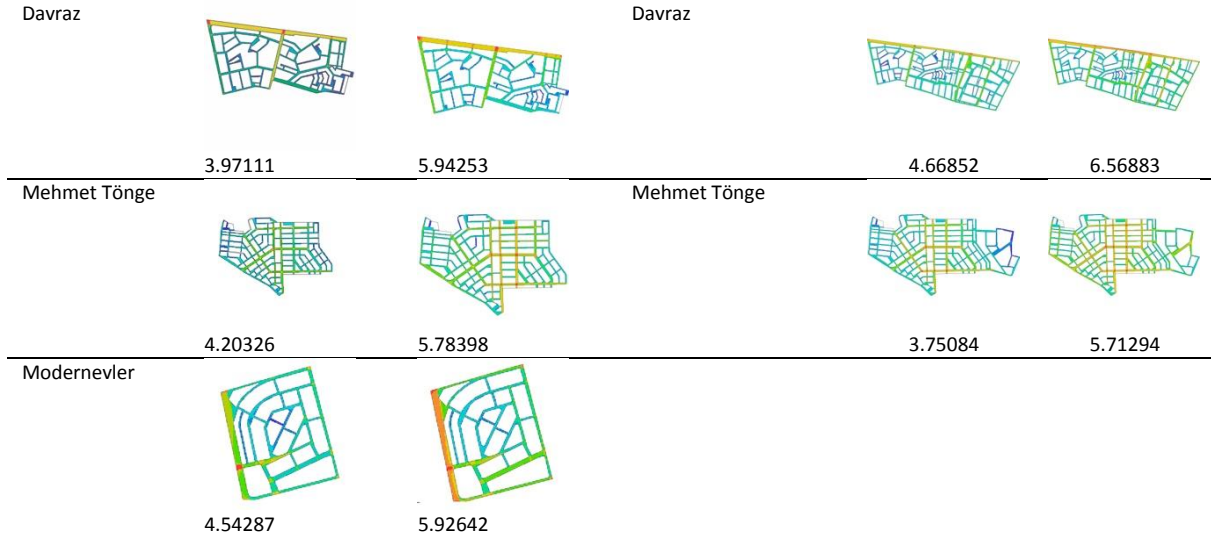 Davraz Davraz
3.97111 5.94253 4.66852 6.56883
Mehmet Tönge Mehmet Tönge
4.20326 5.78398 3.75084 5.71294
Modernevler
4.54287 5.92642